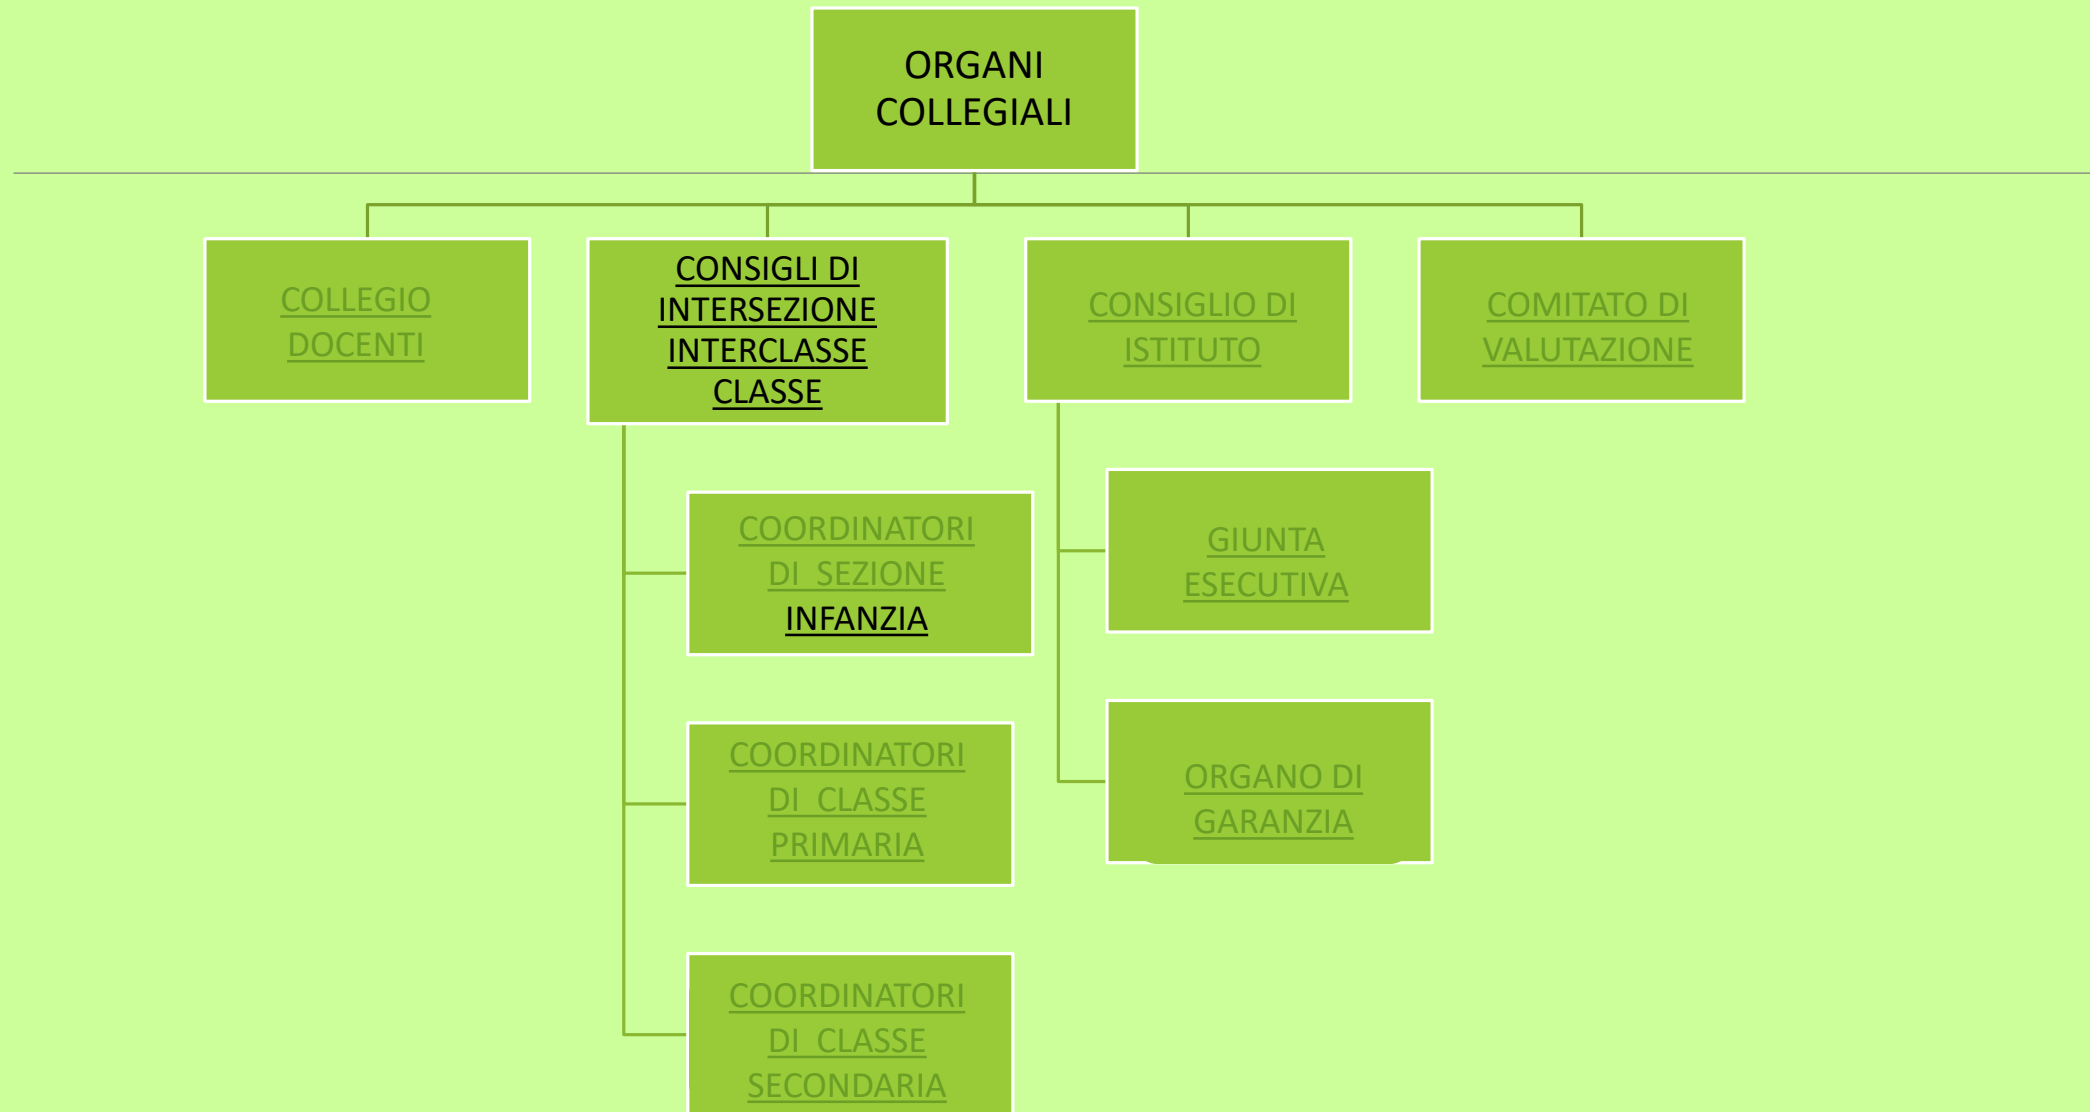 ORGANI
COLLEGIALI
COLLEGIO
DOCENTI
CONSIGLI DI
INTERSEZIONE
INTERCLASSE
CLASSE
CONSIGLIO DI
ISTITUTO
COMITATO DI
VALUTAZIONE
COORDINATORI
DI  SEZIONE
INFANZIA
COORDINATORI
DI  CLASSE
PRIMARIA
COORDINATORI
DI  CLASSE
SECONDARIA
GIUNTA
ESECUTIVA
ORGANO DI
GARANZIA